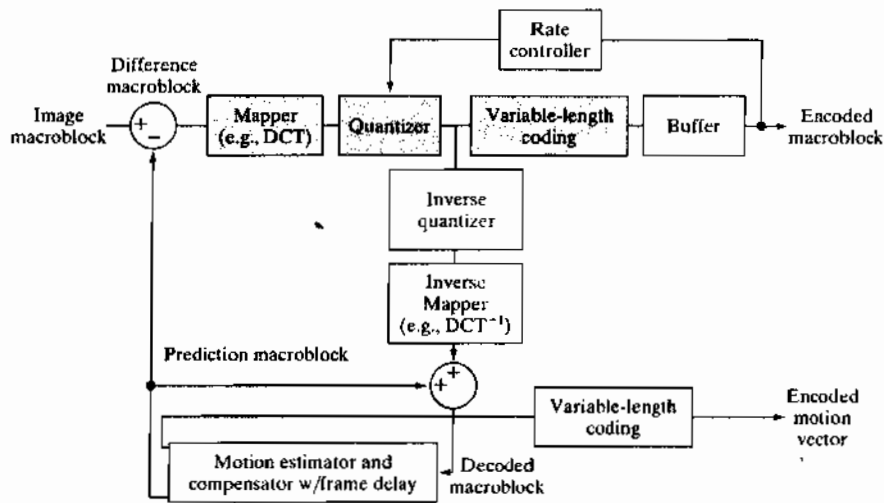 Rate
controller
Difference
macroblock
Image
macroblock
+
−
Mapper
(e.g., DCT)
Quantizer
Variable-length
coding
Buffer
Encoded
macroblock
Inverse
quantizer
Inverse
Mapper
(e.g., DCT⁻¹)
Prediction macroblock
+
+
Variable-length
coding
Encoded
motion
vector
Motion estimator and
compensator w/frame delay
Decoded
macroblock